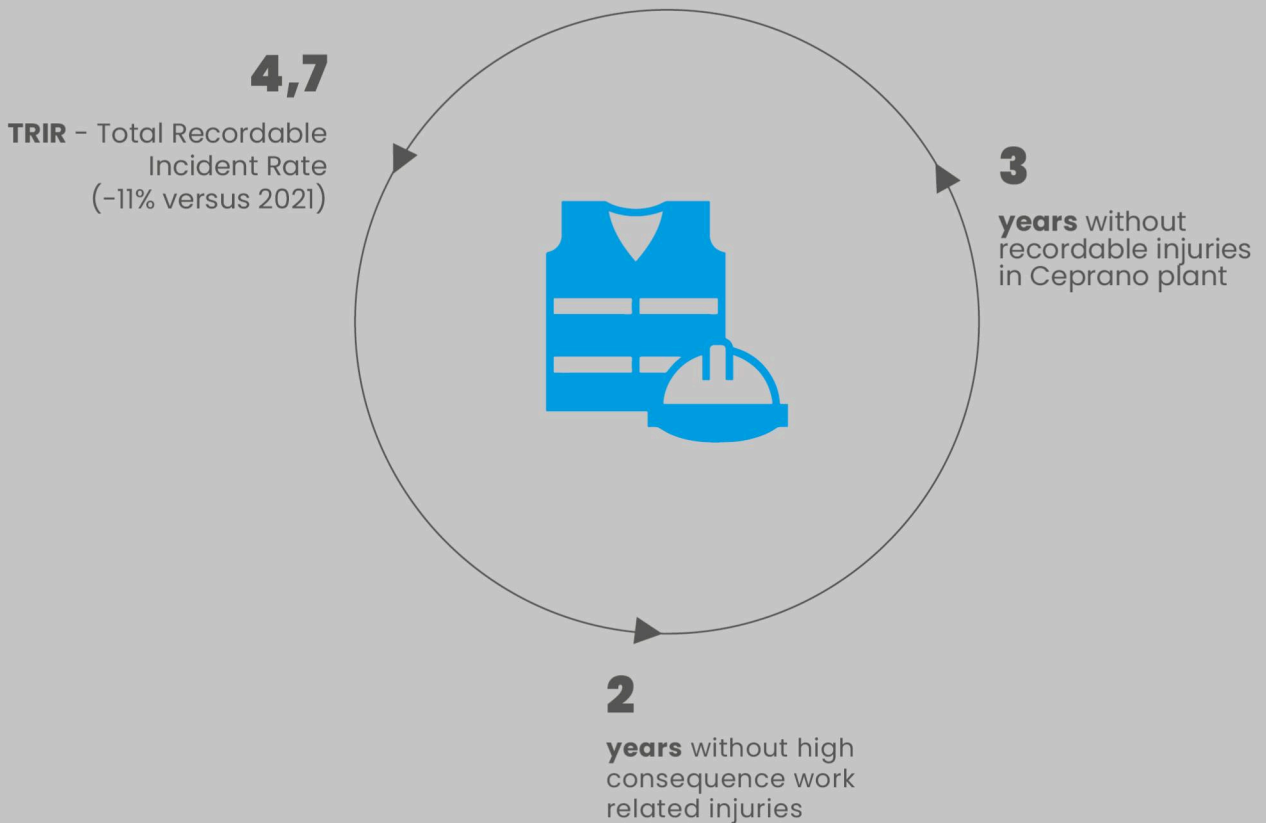 4,7
TRIR - Total Recordable
Incident Rate
(-11% versus 2021)
3
years without
recordable injuries
in Ceprano plant
2
years without high
consequence work
related injuries